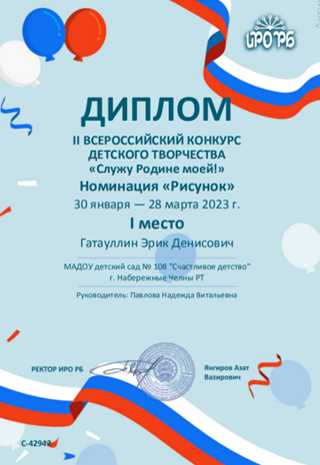 ИРО РБ
ДИПЛОМ
II ВСЕРОССИЙСКИЙ КОНКУРС
ДЕТСКОГО ТВОРЧЕСТВА
«Служу Родине моей!»
Номинация «Рисунок»
30 января — 28 марта 2023 г.
I место
Гатауллин Эрик Денисович
МАДОУ детский сад № 108 "Счастливое детство"
г. Набережные Челны РТ
Руководитель: Павлова Надежда Витальевна
РЕКТОР ИРО РБ
Янгиров Азат
Вазирович
С-42942